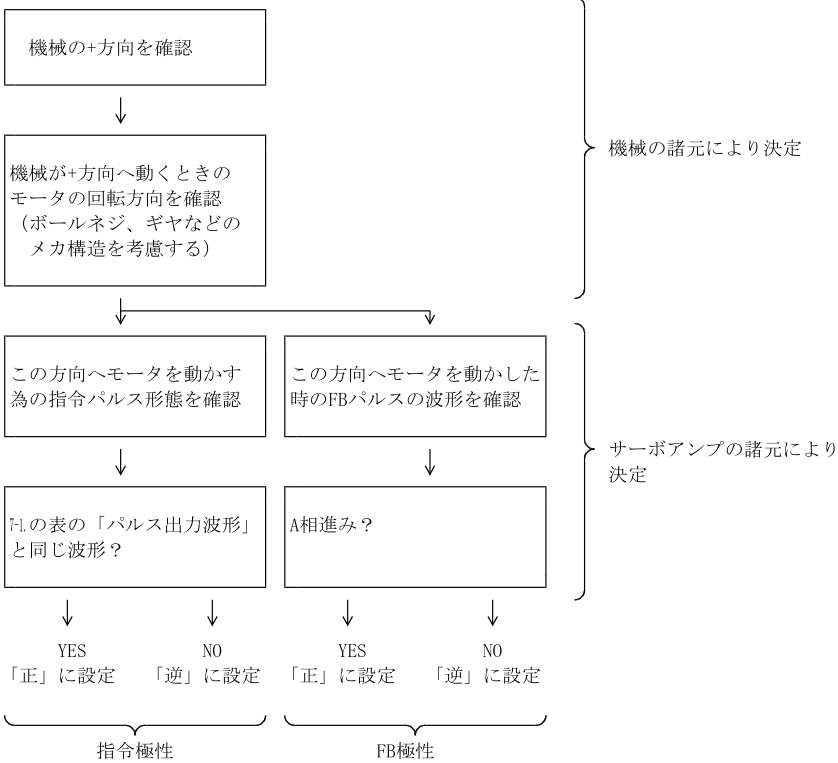 機械の+方向を確認
機械の諸元により決定
機械が+方向へ動くときの
モータの回転方向を確認
（ボールネジ、ギヤなどの
メカ構造を考慮する）
この方向へモータを動かす
為の指令パルス形態を確認
この方向へモータを動かした
時のFBパルスの波形を確認
サーボアンプの諸元により
決定
7-1.の表の「パルス出力波形」
と同じ波形？
A相進み？
YES
「正」に設定
NO
「逆」に設定
YES
「正」に設定
NO
「逆」に設定
指令極性
FB極性